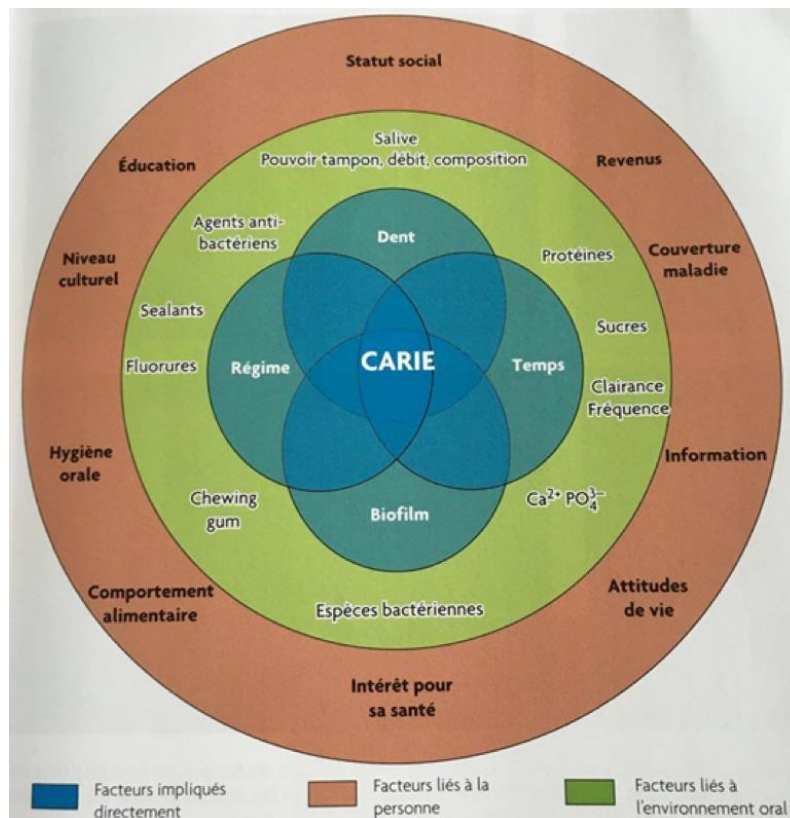 Statut social
Salive
Pouvoir tampon, débit, composition
Éducation
Revenus
Agents anti-
bactériens
Dent
Protéines
Niveau
culturel
Couverture
maladie
Sealants
Sucres
Fluorures
Régime
CARIE
Temps
Clairance
Fréquence
Hygiène
orale
Information
Chewing
gum
Biofilm
Ca²⁺ PO₄³⁻
Comportement
alimentaire
Espèces bactériennes
Attitudes
de vie
Intérêt pour
sa santé
Facteurs impliqués
directement
Facteurs liés à la
personne
Facteurs liés à
l'environnement oral